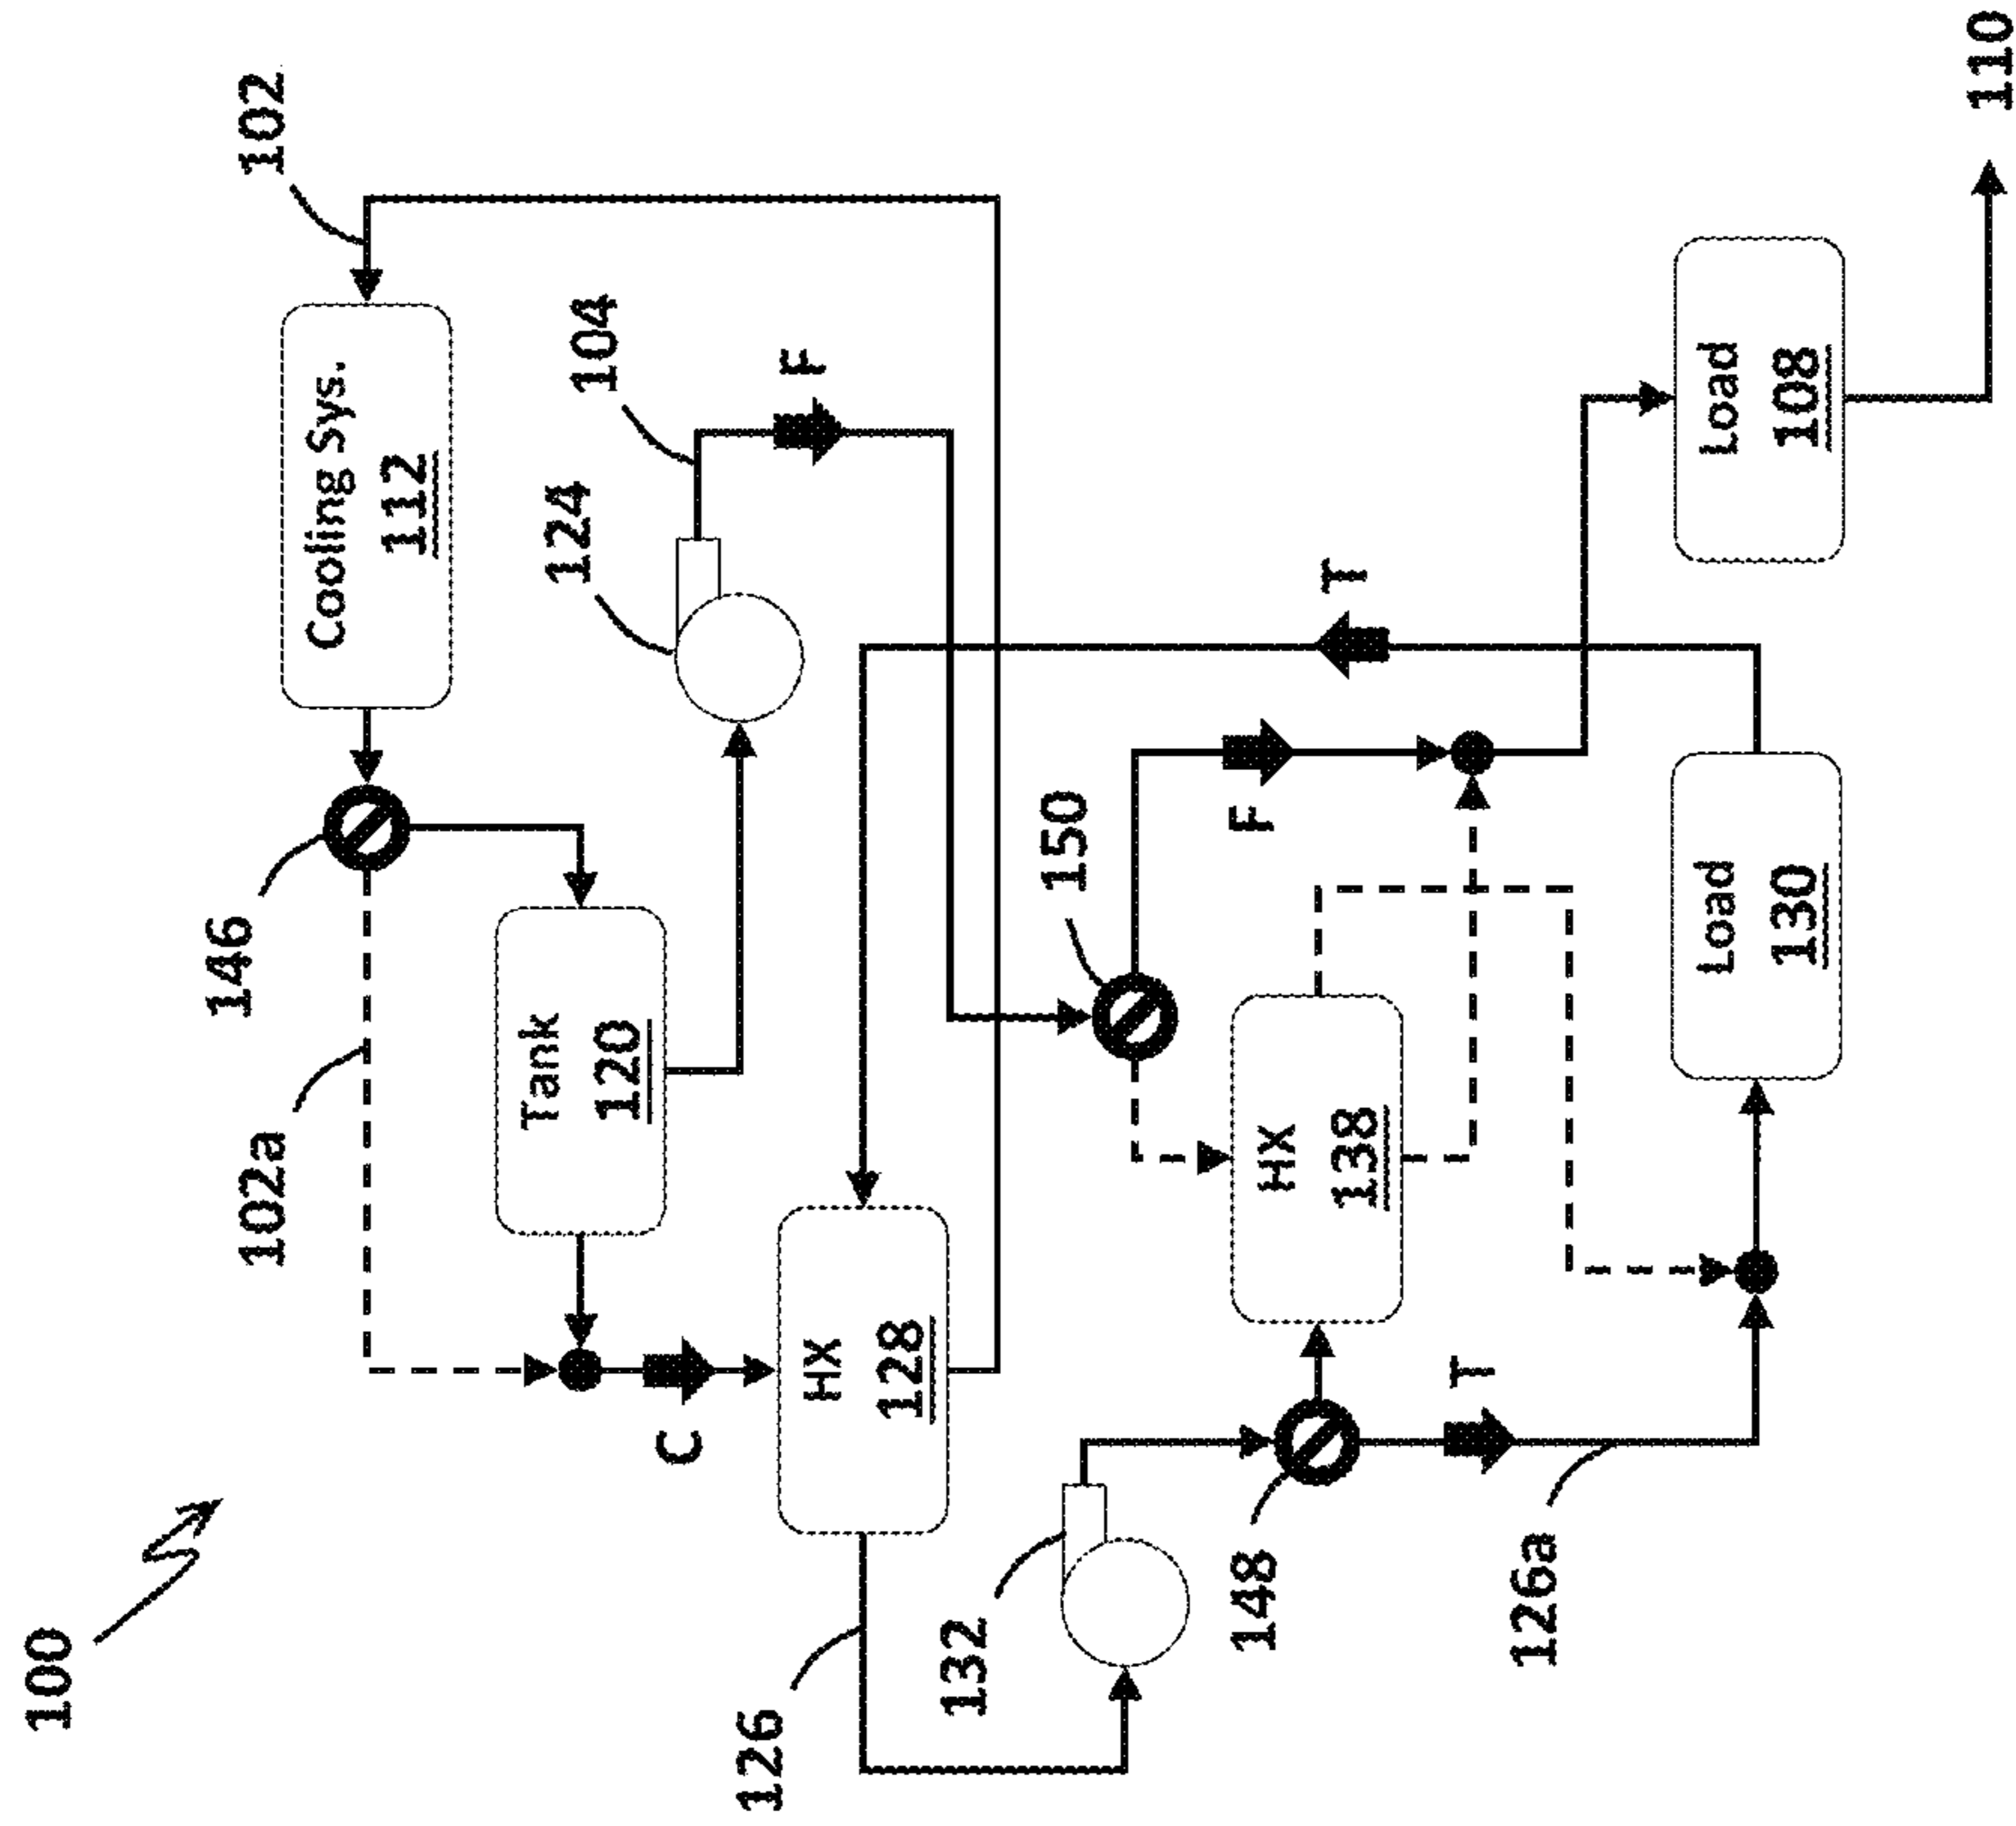 100
146
102a
102
Cooling Sys.
112
Tank
120
124
104
C
126
F
HX
128
132
150
148
F
HX
138
T
T
126a
Load
130
Load
108
110